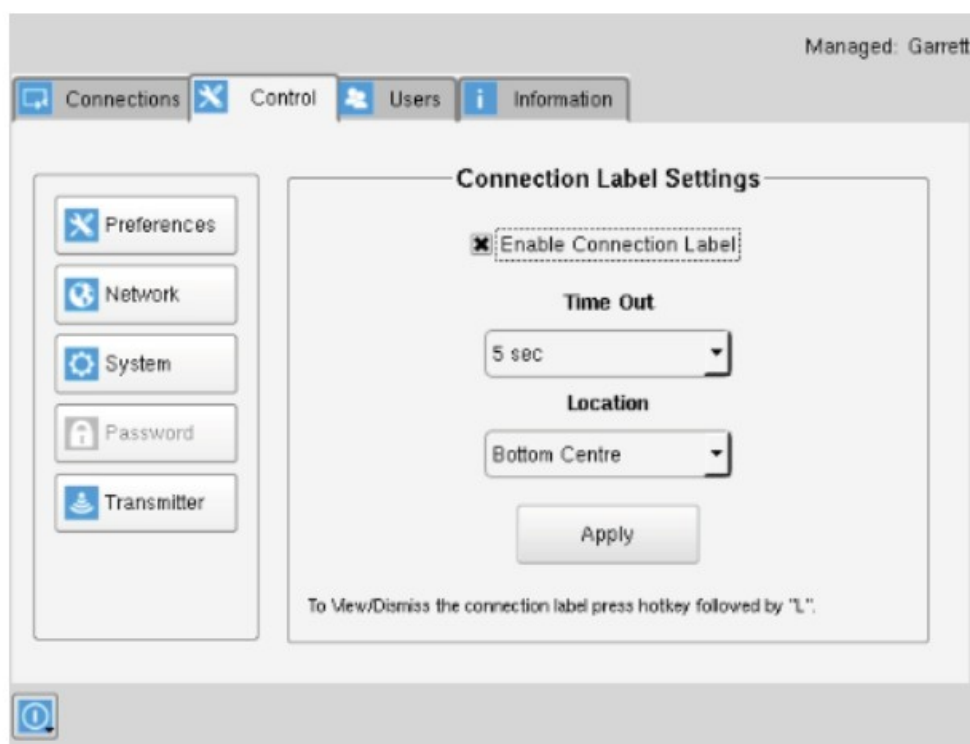 Managed: Garrett
Connections Control Users Information
Connection Label Settings
Preferences
Network
System
Password
Transmitter
Enable Connection Label
Time Out
5 sec
Location
Bottom Centre
Apply
To View/Dismiss the connection label press hotkey followed by "L".